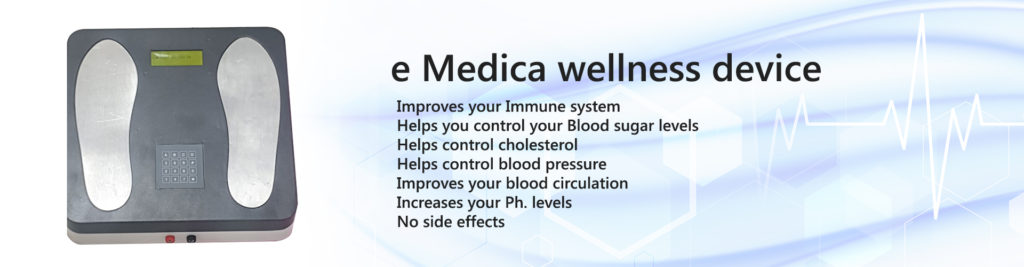 e Medica wellness device
Improves your Immune system
Helps you control your Blood sugar levels
Helps control cholesterol
Helps control blood pressure
Improves your blood circulation
Increases your Ph. levels
No side effects